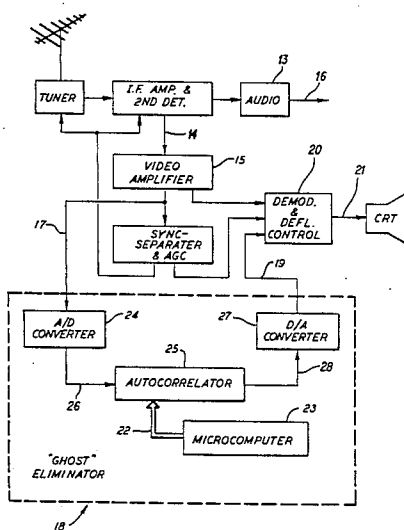 13
TUNER
I.F. AMP. &
2ND DET.
AUDIO
16
14
15
VIDEO
AMPLIFIER
20
DEMOD.
&
DEFL.
CONTROL
21
CRT
17
SYNC-
SEPARATER
& AGC
19
A/D
CONVERTER
24
27
D/A
CONVERTER
25
28
26
AUTOCORRELATOR
22
23
MICROCOMPUTER
"GHOST"
ELIMINATOR
18